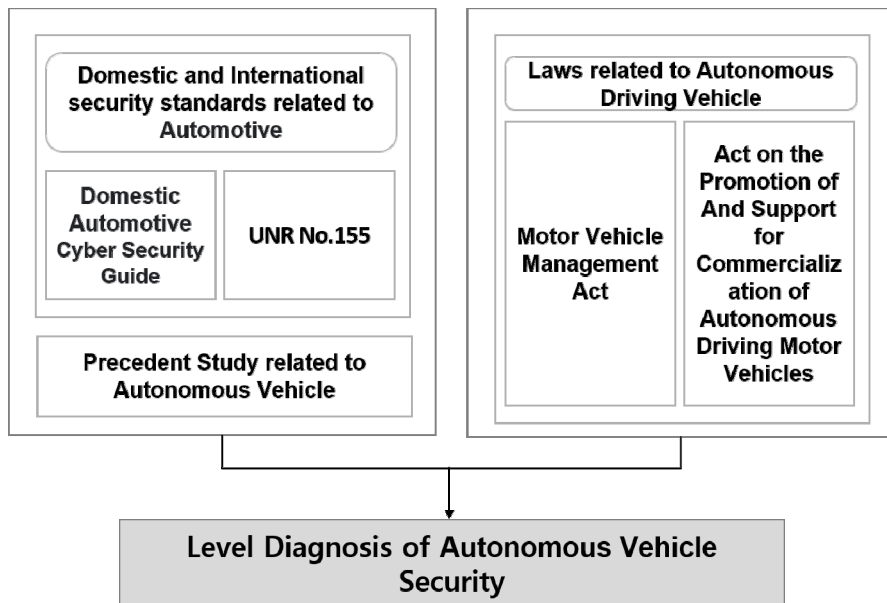 Domestic and International
security standards related to
Automotive
Domestic
Automotive
Cyber Security
Guide
UNR No.155
Precedent Study related to
Autonomous Vehicle
Laws related to Autonomous
Driving Vehicle
Motor Vehicle
Management
Act
Act on the
Promotion of
And Support
for
Commercializ
ation of
Autonomous
Driving Motor
Vehicles
Level Diagnosis of Autonomous Vehicle
Security